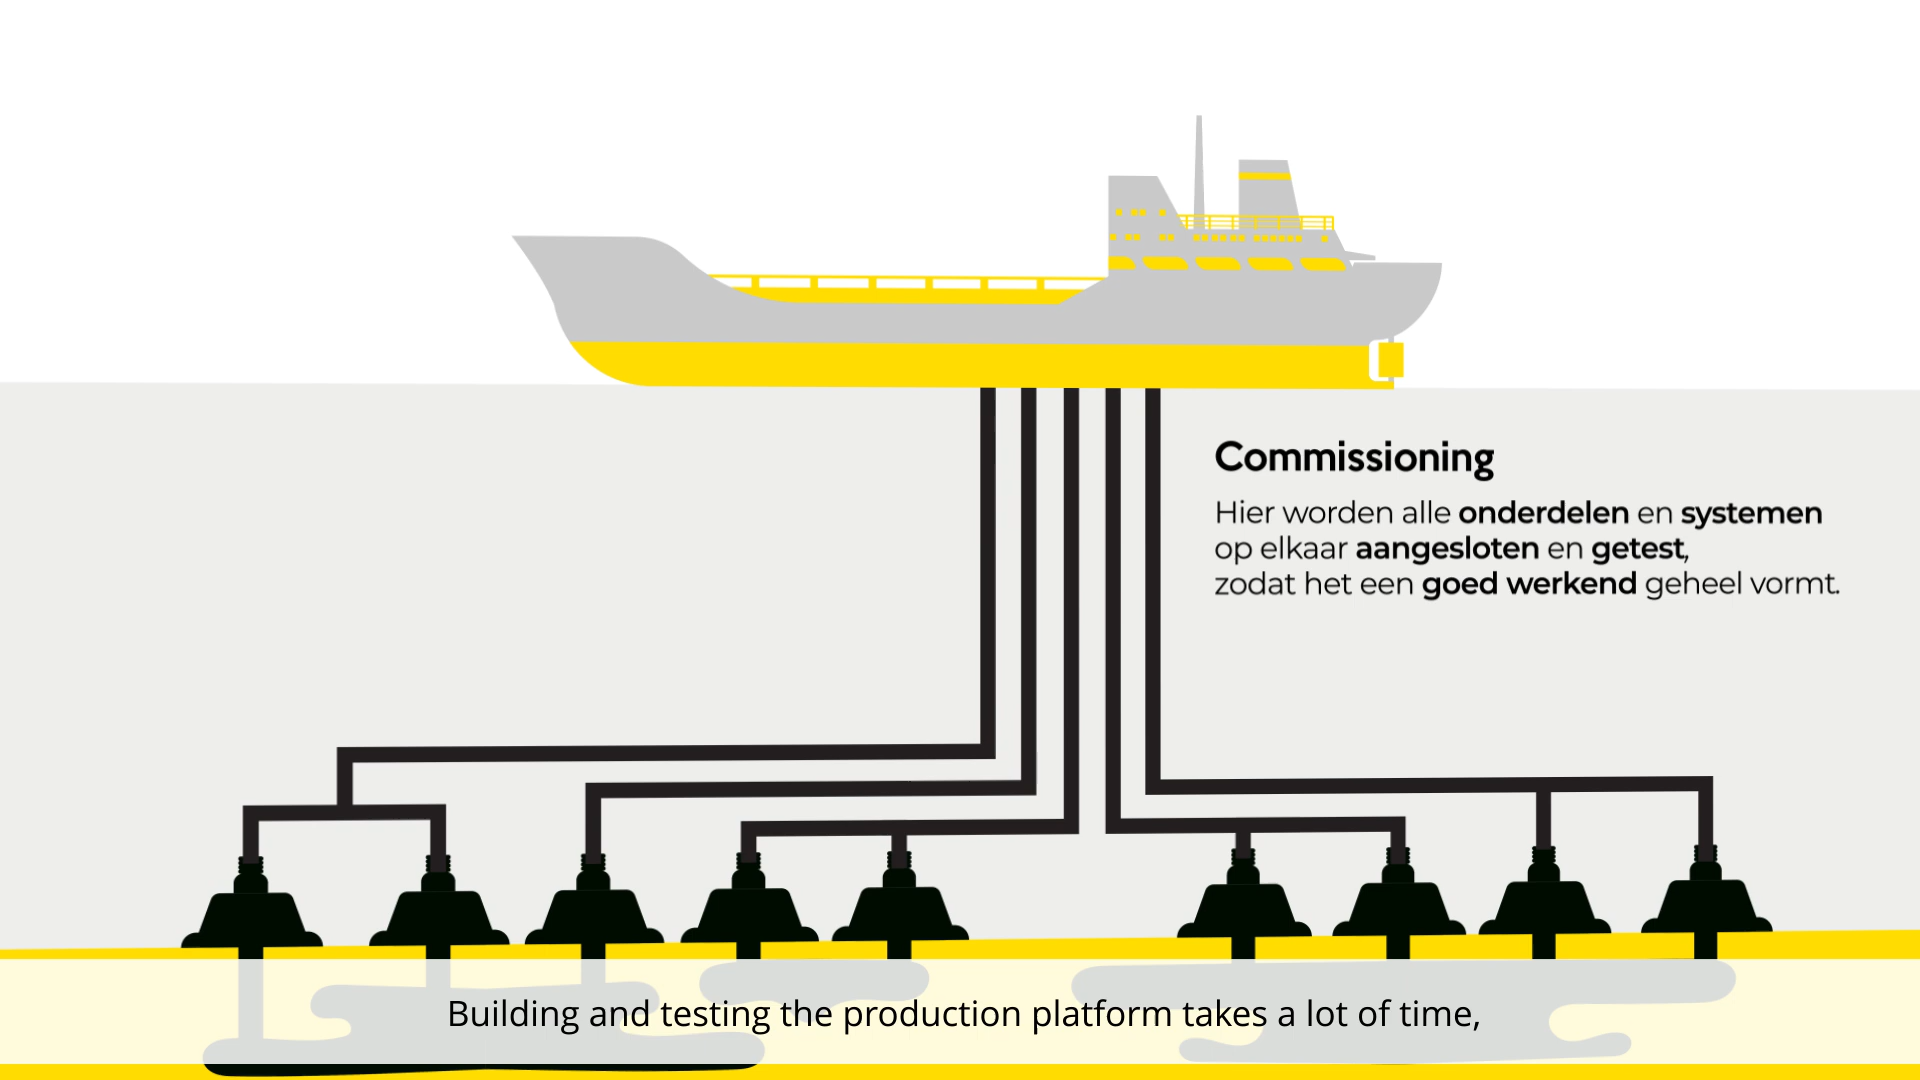 Commissioning
Hier worden alle onderdelen en systemen
op elkaar aangesloten en getest,
zodat het een goed werkend geheel vormt.
Building and testing the production platform takes a lot of time,